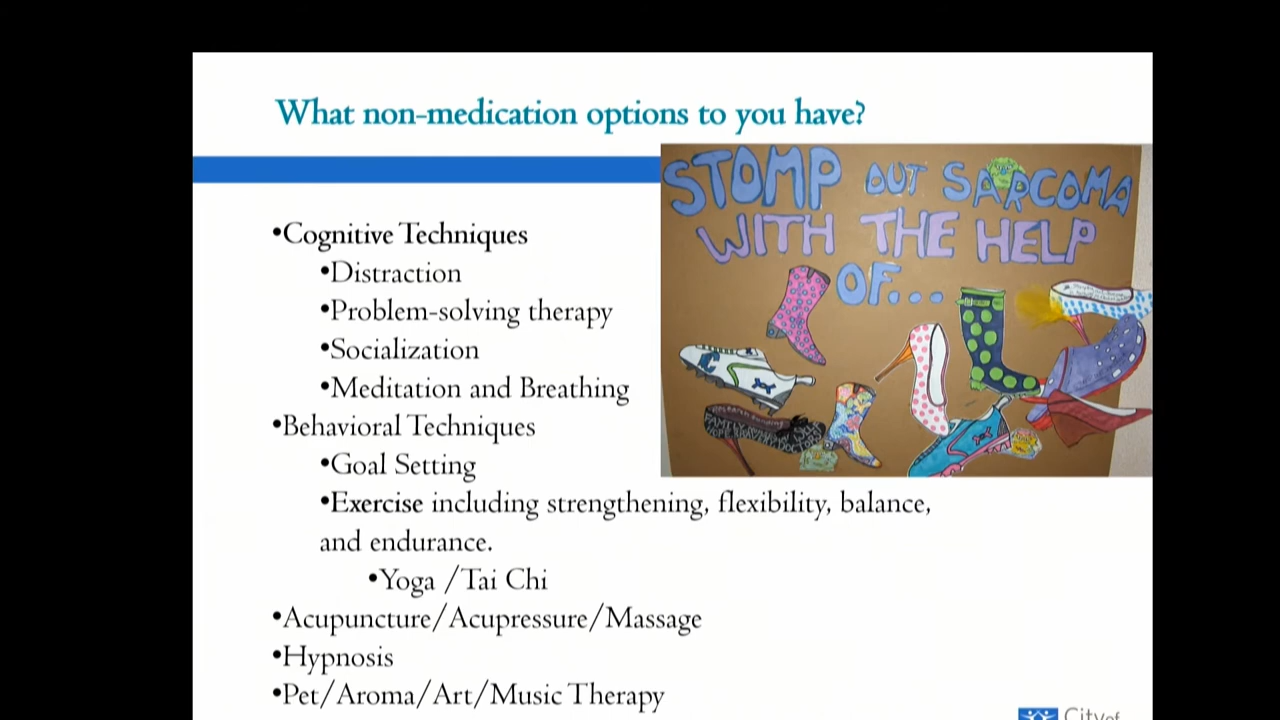 What non-medication options to you have?
STOMP OUT SARCOMA
WITH THE HELP
OF...
•Cognitive Techniques
•Distraction
•Problem-solving therapy
•Socialization
•Meditation and Breathing
•Behavioral Techniques
•Goal Setting
•Exercise including strengthening, flexibility, balance,
and endurance.
•Yoga /Tai Chi
•Acupuncture/Acupressure/Massage
•Hypnosis
•Pet/Aroma/Art/Music Therapy
City of